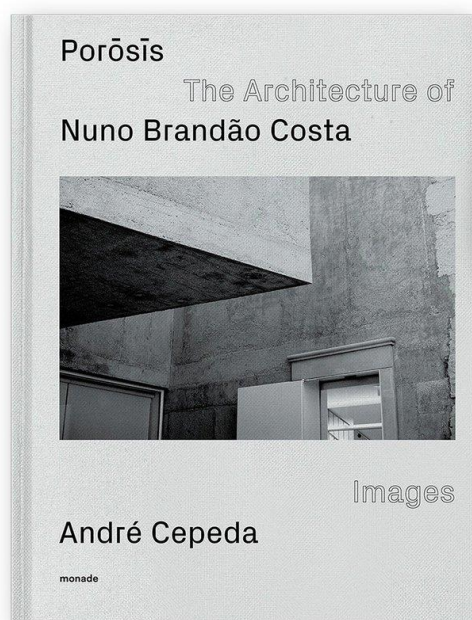 Porōsīs
The Architecture of
Nuno Brandão Costa
Images
André Cepeda
monade